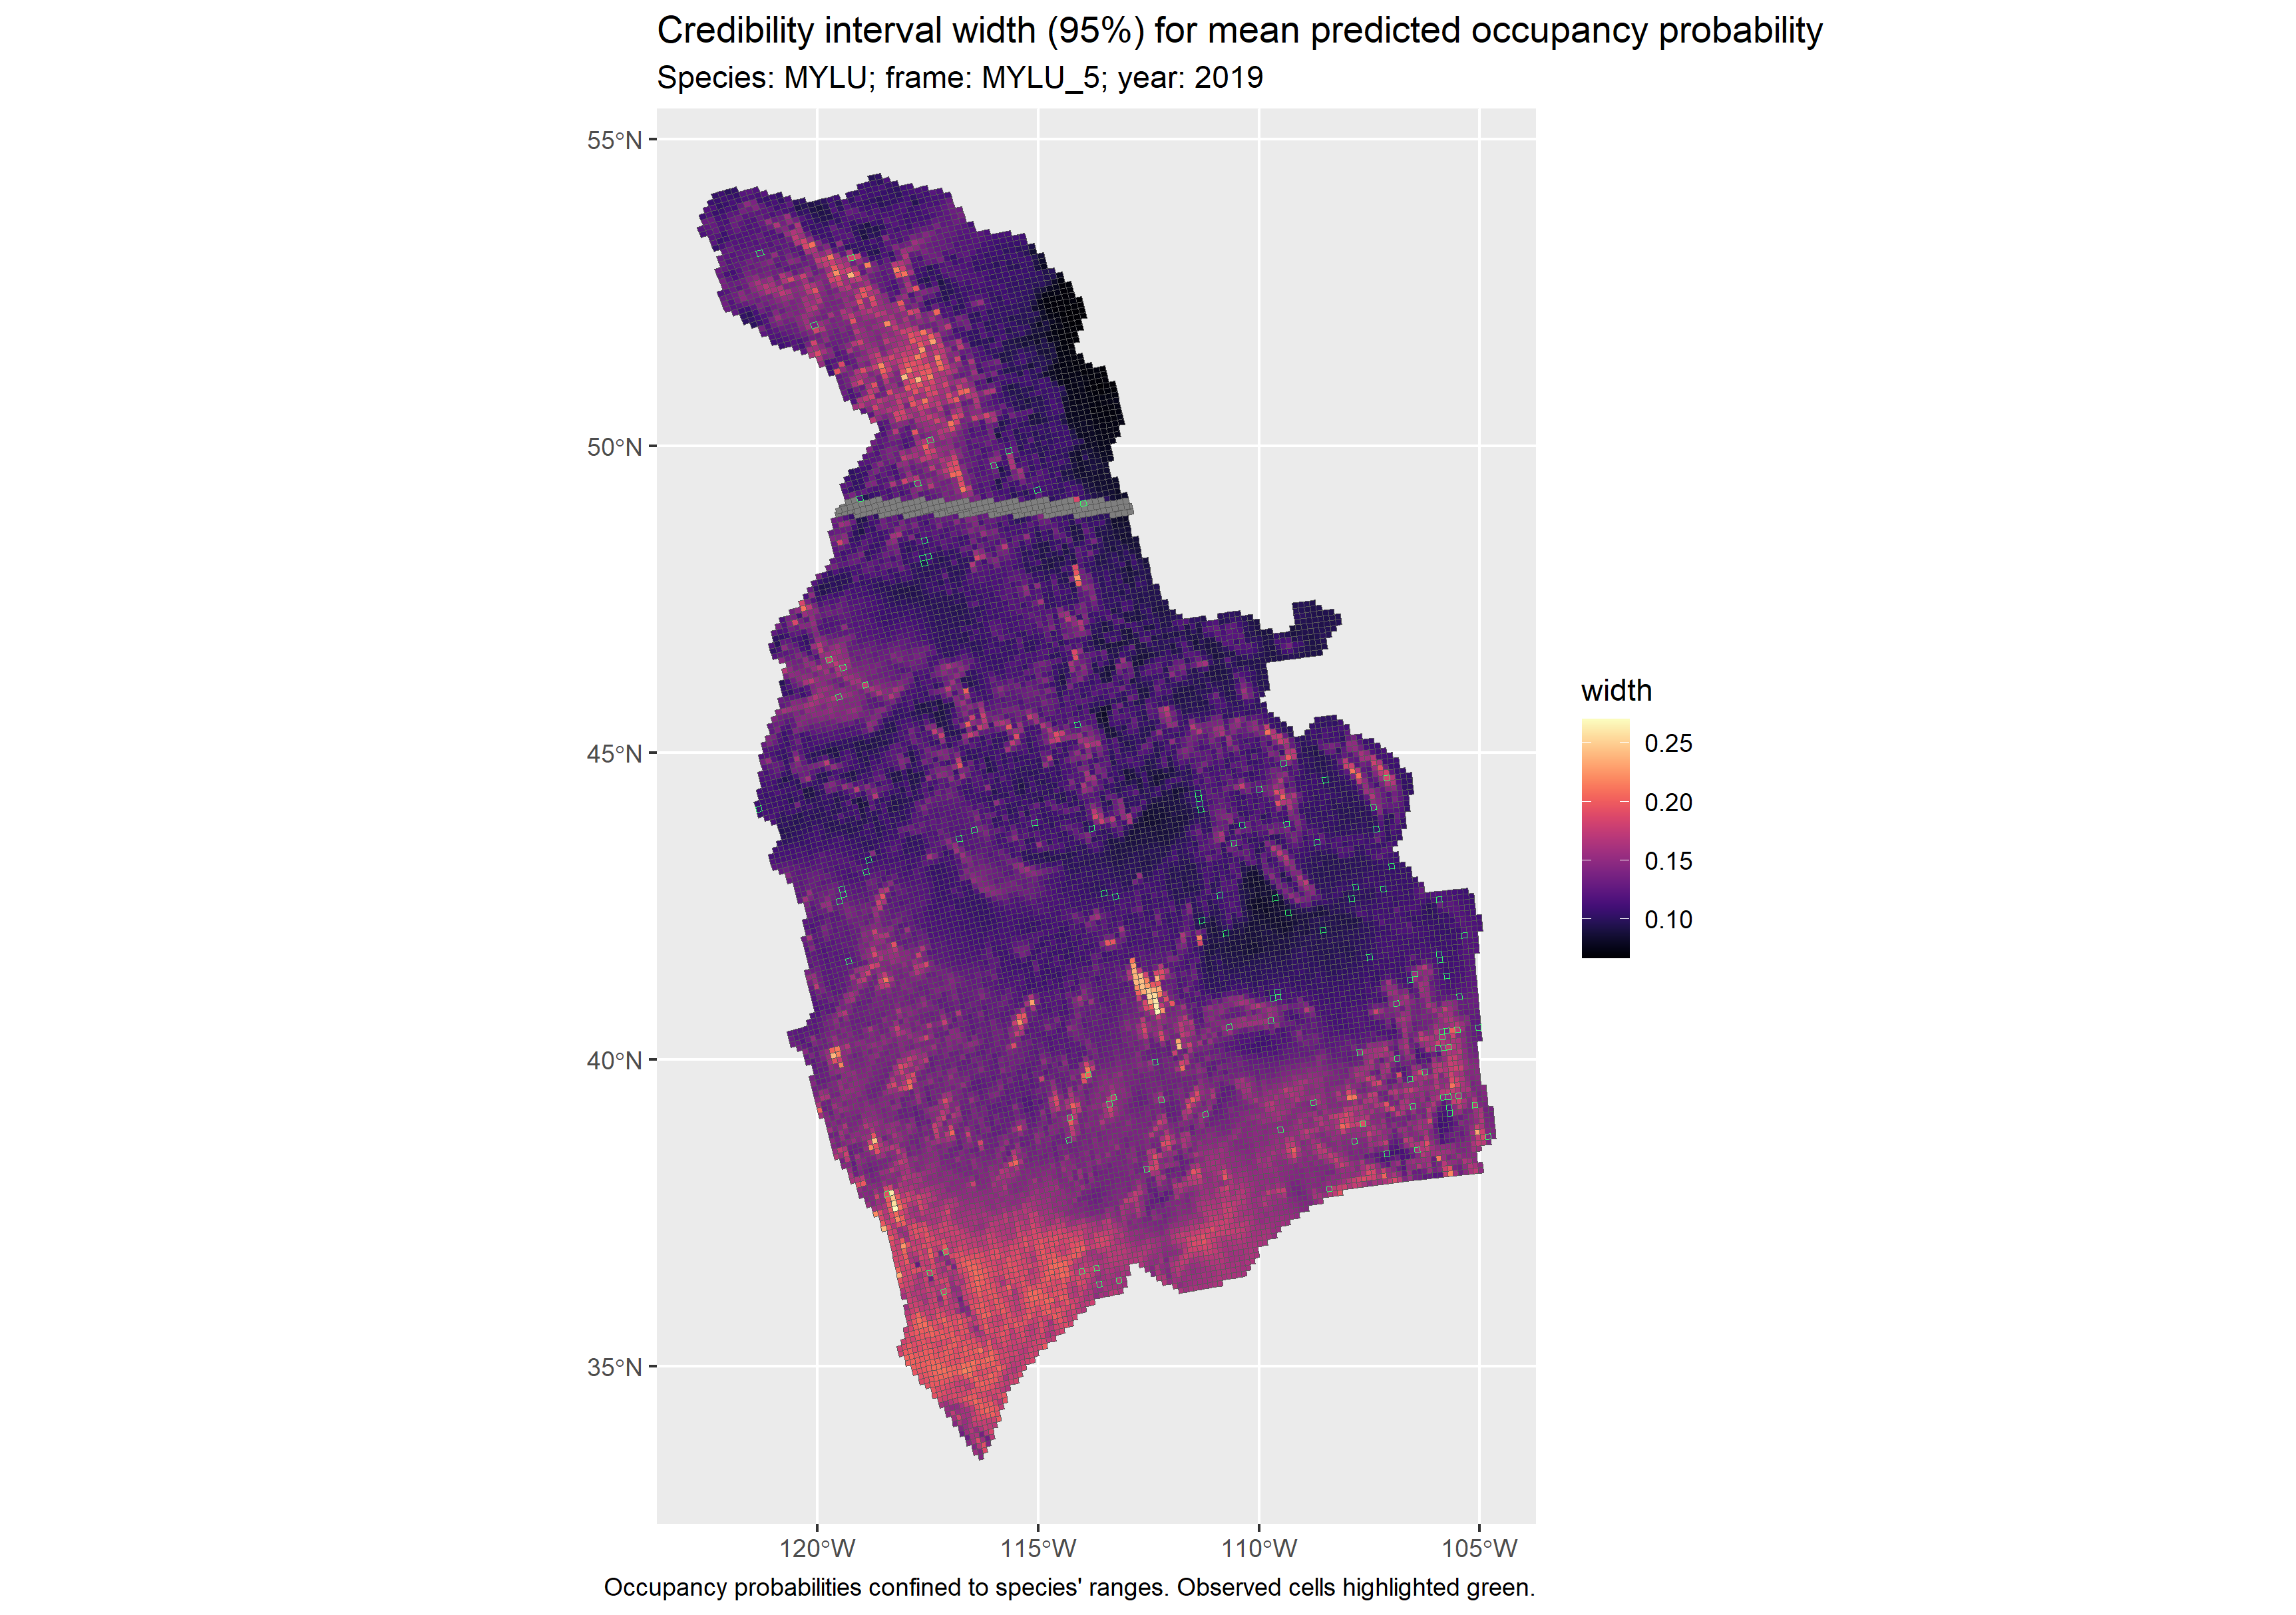 Credibility interval width (95%) for mean predicted occupancy probability
Species: MYLU; frame: MYLU_5; year: 2019
55°N
50°N
45°N
40°N
35°N
120°W
115°W
110°W
105°W
width
0.25
0.20
0.15
0.10
Occupancy probabilities confined to species' ranges. Observed cells highlighted green.